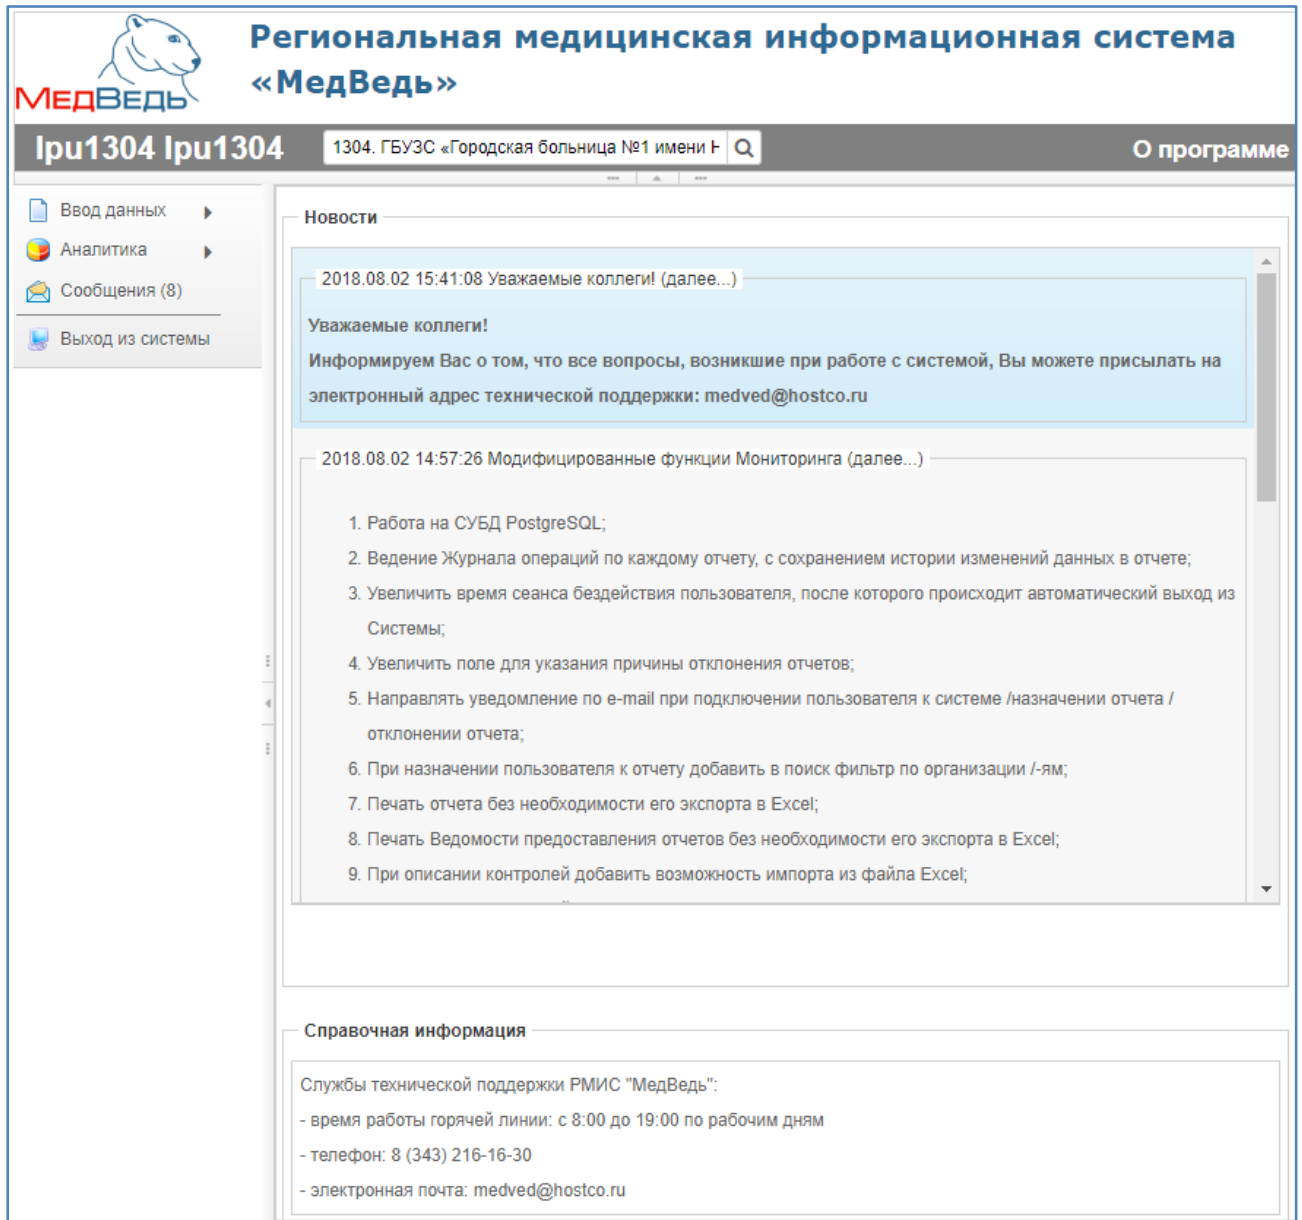 МЕДВЕДЬ
Региональная медицинская информационная система
«МедВедь»
lpu1304 lpu1304
1304. ГБУЗС «Городская больница №1 имени Н
О программе
Ввод данных
Аналитика
Сообщения (8)
Выход из системы
Новости
2018.08.02 15:41:08 Уважаемые коллеги! (далее...)
Уважаемые коллеги!
Информируем Вас о том, что все вопросы, возникшие при работе с системой, Вы можете присылать на
электронный адрес технической поддержки: medved@hostco.ru
2018.08.02 14:57:26 Модифицированные функции Мониторинга (далее...)
1. Работа на СУБД PostgreSQL;
2. Ведение Журнала операций по каждому отчету, с сохранением истории изменений данных в отчете;
3. Увеличить время сеанса бездействия пользователя, после которого происходит автоматический выход из
Системы;
4. Увеличить поле для указания причины отклонения отчетов;
5. Направлять уведомление по e-mail при подключении пользователя к системе /назначении отчета /
отклонении отчета;
6. При назначении пользователя к отчету добавить в поиск фильтр по организации /-ям;
7. Печать отчета без необходимости его экспорта в Excel;
8. Печать Ведомости предоставления отчетов без необходимости его экспорта в Excel;
9. При описании контролей добавить возможность импорта из файла Excel;
Справочная информация
Службы технической поддержки РМИС "МедВедь":
- время работы горячей линии: с 8:00 до 19:00 по рабочим дням
- телефон: 8 (343) 216-16-30
- электронная почта: medved@hostco.ru